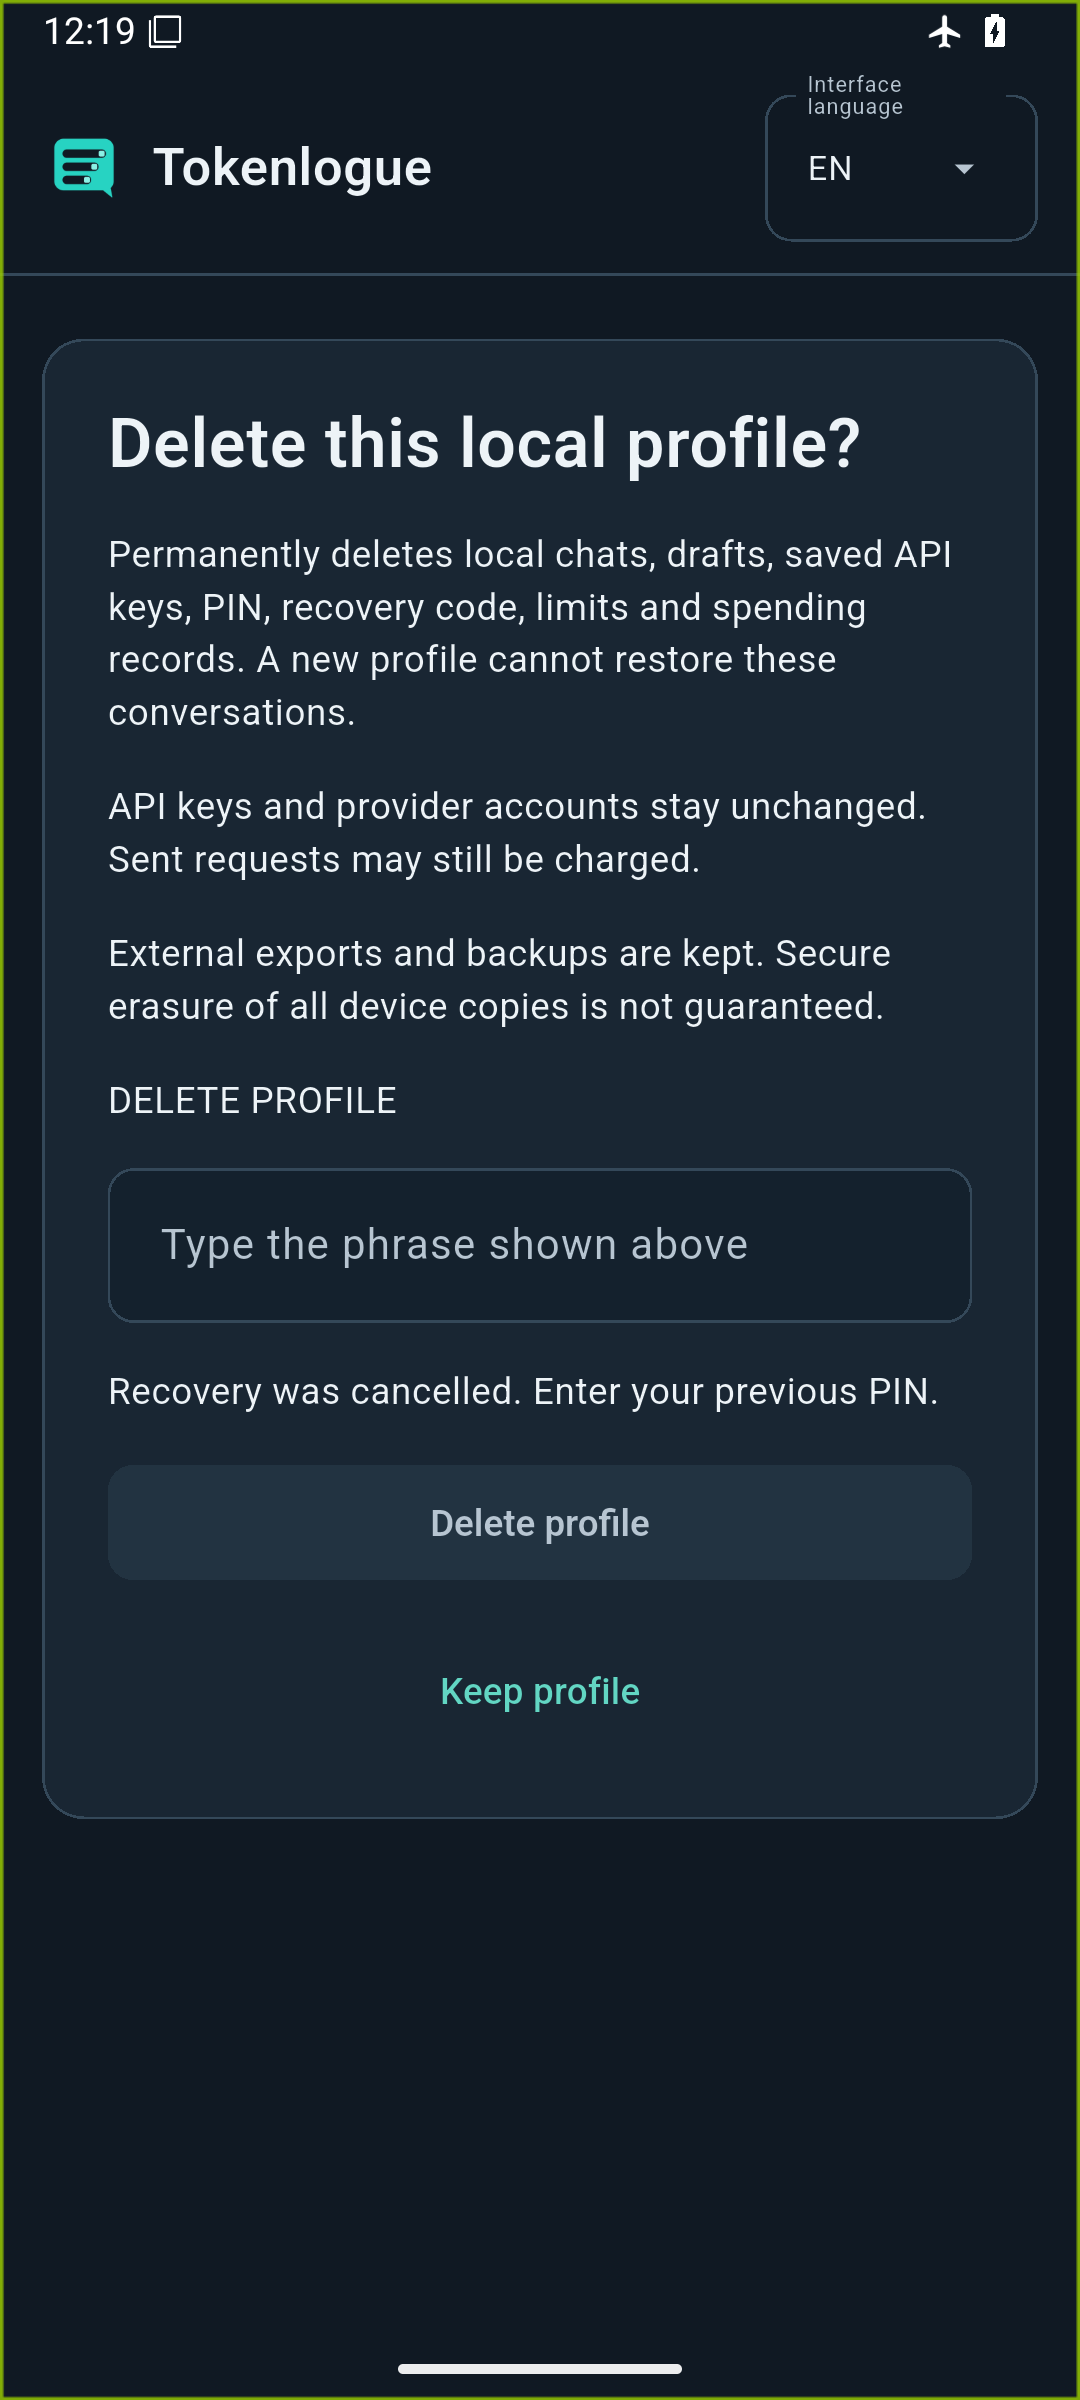 12:19
Interface
language
Tokenlogue
EN
Delete this local profile?
Permanently deletes local chats, drafts, saved API
keys, PIN, recovery code, limits and spending
records. A new profile cannot restore these
conversations.
API keys and provider accounts stay unchanged.
Sent requests may still be charged.
External exports and backups are kept. Secure
erasure of all device copies is not guaranteed.
DELETE PROFILE
Type the phrase shown above
Recovery was cancelled. Enter your previous PIN.
Delete profile
Keep profile